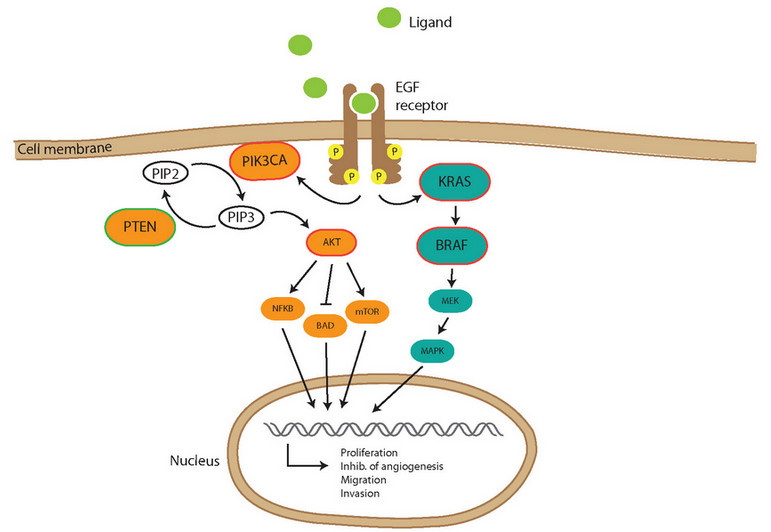 Ligand
EGF
receptor
Cell membrane
P
P
P
P
PIK3CA
PIP2
KRAS
PIP3
PTEN
AKT
BRAF
NFKB
BAD
mTOR
MEK
MAPK
Nucleus
Proliferation
Inhib. of angiogenesis
Migration
Invasion